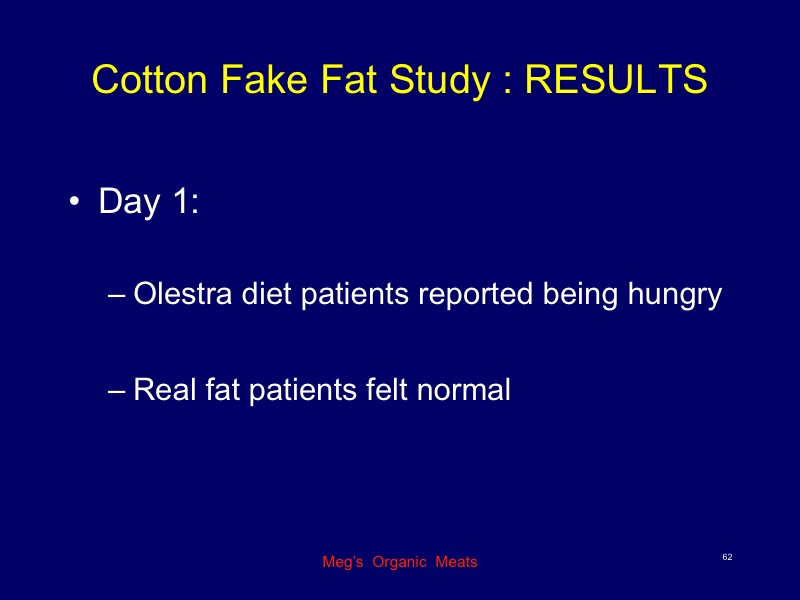 Cotton Fake Fat Study : RESULTS
• Day 1:
– Olestra diet patients reported being hungry
– Real fat patients felt normal
Meg's Organic Meats
62